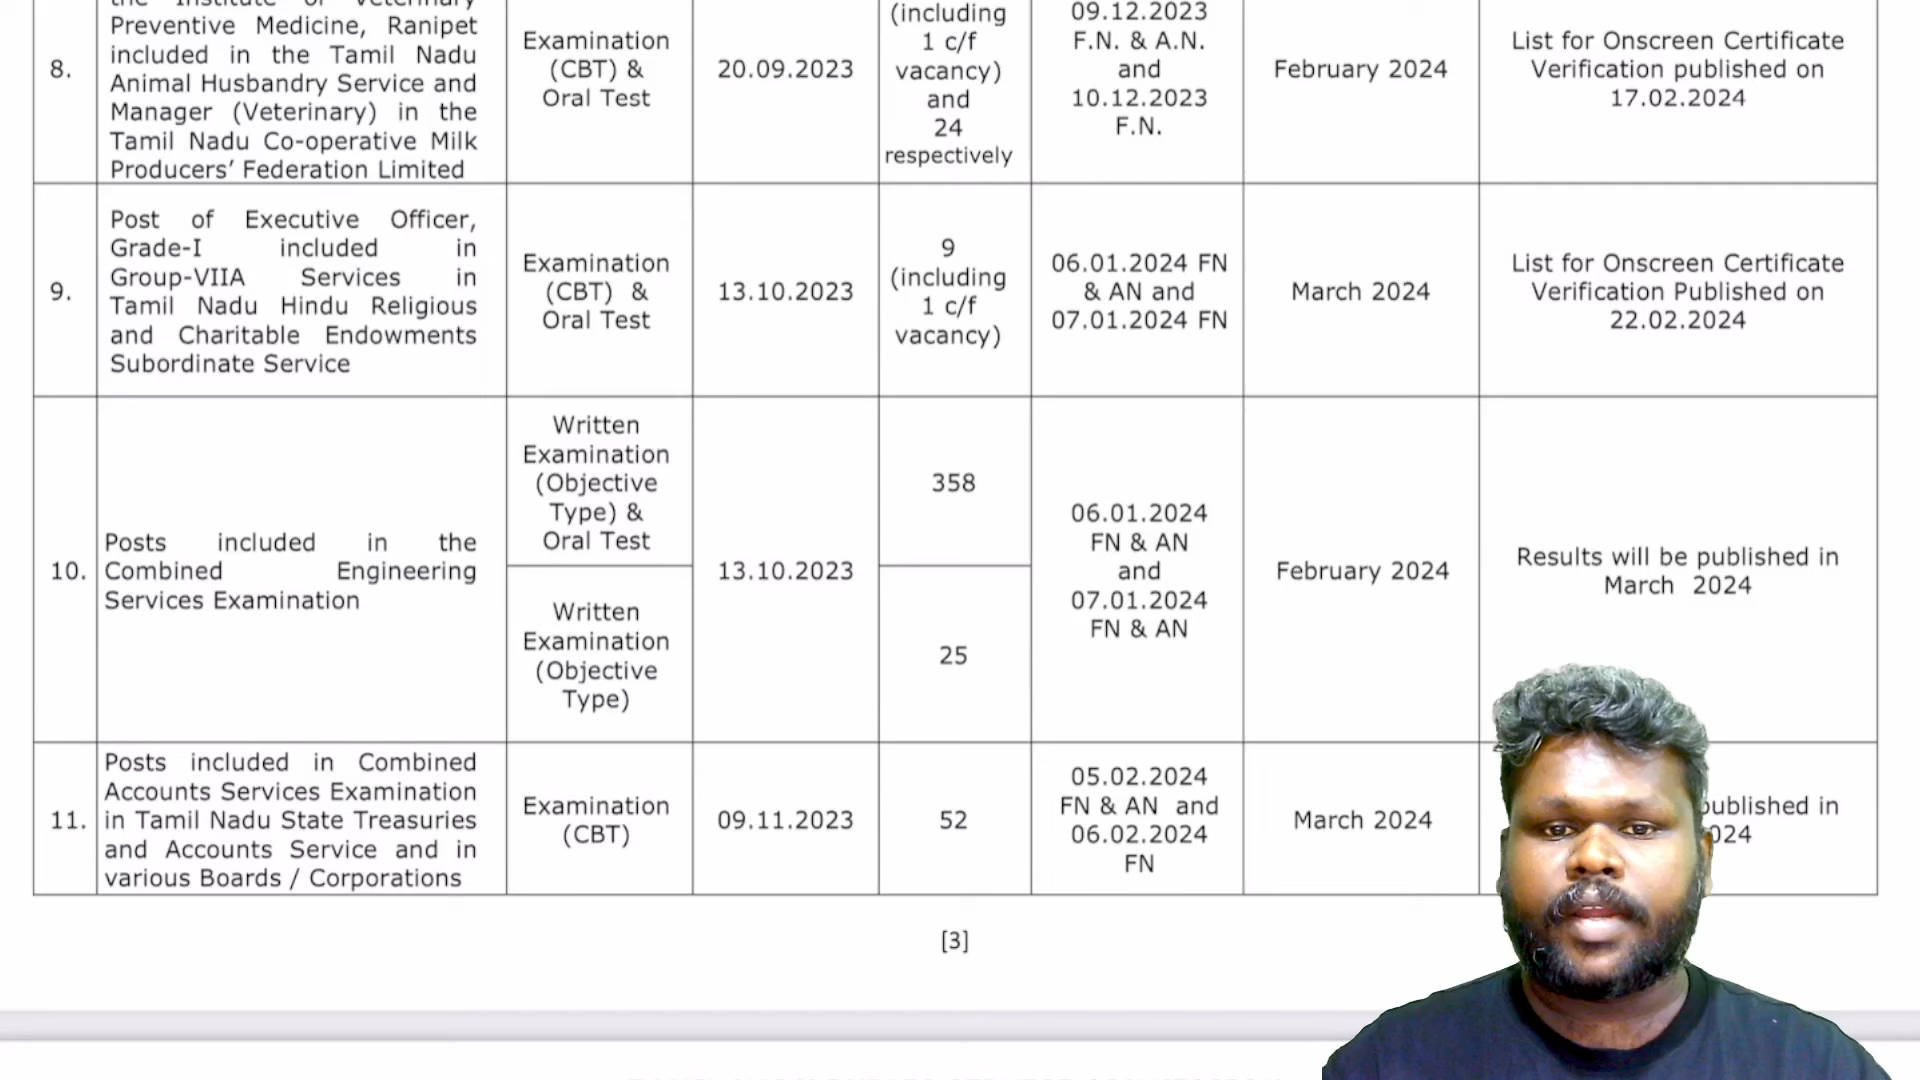 the Institute of Veterinary
Preventive Medicine, Ranipet
included in the Tamil Nadu
Animal Husbandry Service and
Manager (Veterinary) in the
Tamil Nadu Co-operative Milk
Producers’ Federation Limited
8.
Examination
(CBT) &
Oral Test
20.09.2023
(including
1 c/f
vacancy)
and
24
respectively
09.12.2023
F.N. & A.N.
and
10.12.2023
F.N.
February 2024
List for Onscreen Certificate
Verification published on
17.02.2024
9.
Post of Executive Officer,
Grade-I included in
Group-VIIA Services in
Tamil Nadu Hindu Religious
and Charitable Endowments
Subordinate Service
Examination
(CBT) &
Oral Test
13.10.2023
9
(including
1 c/f
vacancy)
06.01.2024 FN
& AN and
07.01.2024 FN
March 2024
List for Onscreen Certificate
Verification Published on
22.02.2024
10.
Posts included in the
Combined Engineering
Services Examination
Written
Examination
(Objective
Type) &
Oral Test
Written
Examination
(Objective
Type)
13.10.2023
358
25
06.01.2024
FN & AN
and
07.01.2024
FN & AN
February 2024
Results will be published in
March 2024
11.
Posts included in Combined
Accounts Services Examination
in Tamil Nadu State Treasuries
and Accounts Service and in
various Boards / Corporations
Examination
(CBT)
09.11.2023
52
05.02.2024
FN & AN and
06.02.2024
FN
March 2024
published in
[3]